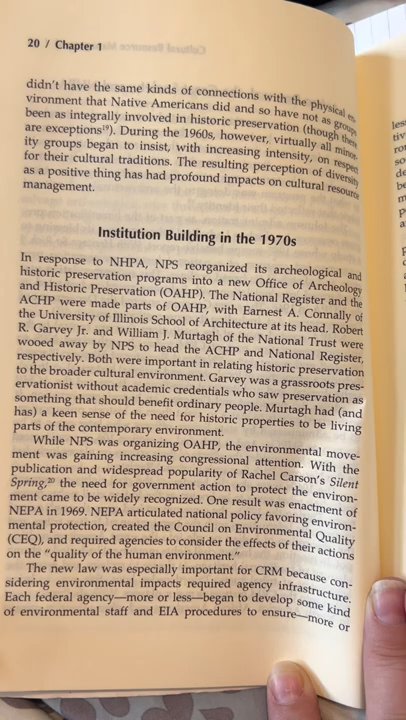 20 / Chapter 1
didn't have the same kinds of connections with the physical en-
vironment that Native Americans did and so have not as groups
been as integrally involved in historic preservation (though there
are exceptions¹⁹). During the 1960s, however, virtually all minor-
ity groups began to insist, with increasing intensity, on respect
for their cultural traditions. The resulting perception of diversity
as a positive thing has had profound impacts on cultural resource
management.
Institution Building in the 1970s
In response to NHPA, NPS reorganized its archeological and
historic preservation programs into a new Office of Archeology
and Historic Preservation (OAHP). The National Register and the
ACHP were made parts of OAHP, with Earnest A. Connally of
the University of Illinois School of Architecture at its head. Robert
R. Garvey Jr. and William J. Murtagh of the National Trust were
wooed away by NPS to head the ACHP and National Register,
respectively. Both were important in relating historic preservation
to the broader cultural environment. Garvey was a grassroots pres-
ervationist without academic credentials who saw preservation as
something that should benefit ordinary people. Murtagh had (and
has) a keen sense of the need for historic properties to be living
parts of the contemporary environment.
While NPS was organizing OAHP, the environmental move-
ment was gaining increasing congressional attention. With the
publication and widespread popularity of Rachel Carson's Silent
Spring,²⁰ the need for government action to protect the environ-
ment came to be widely recognized. One result was enactment of
NEPA in 1969. NEPA articulated national policy favoring environ-
mental protection, created the Council on Environmental Quality
(CEQ), and required agencies to consider the effects of their actions
on the "quality of the human environment."
The new law was especially important for CRM because con-
sidering environmental impacts required agency infrastructure.
Each federal agency—more or less—began to develop some kind
of environmental staff and EIA procedures to ensure—more or